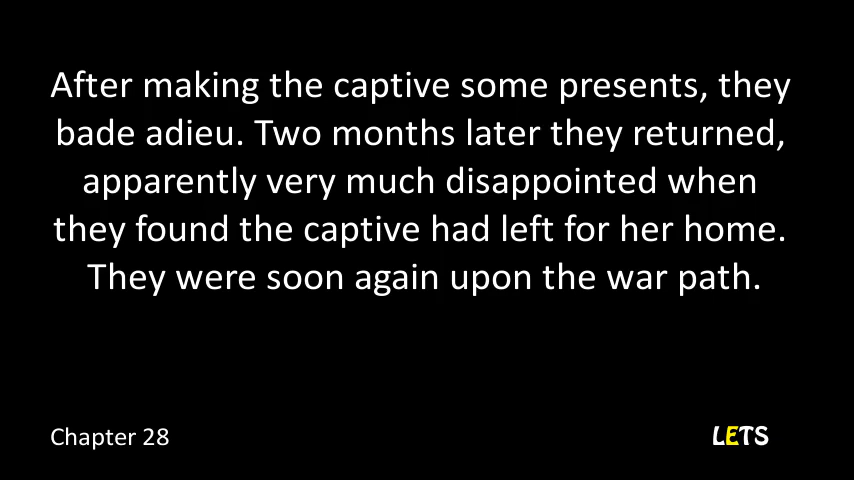 After making the captive some presents, they
bade adieu. Two months later they returned,
apparently very much disappointed when
they found the captive had left for her home.
They were soon again upon the war path.
Chapter 28
LETS